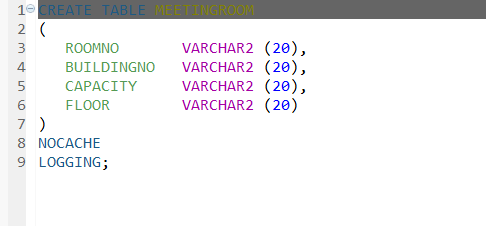 1 CREATE TABLE MEETINGROOM
2 (
3 ROOMNO VARCHAR2 (20),
4 BUILDINGNO VARCHAR2 (20),
5 CAPACITY VARCHAR2 (20),
6 FLOOR VARCHAR2 (20)
7 )
8 NOCACHE
9 LOGGING;